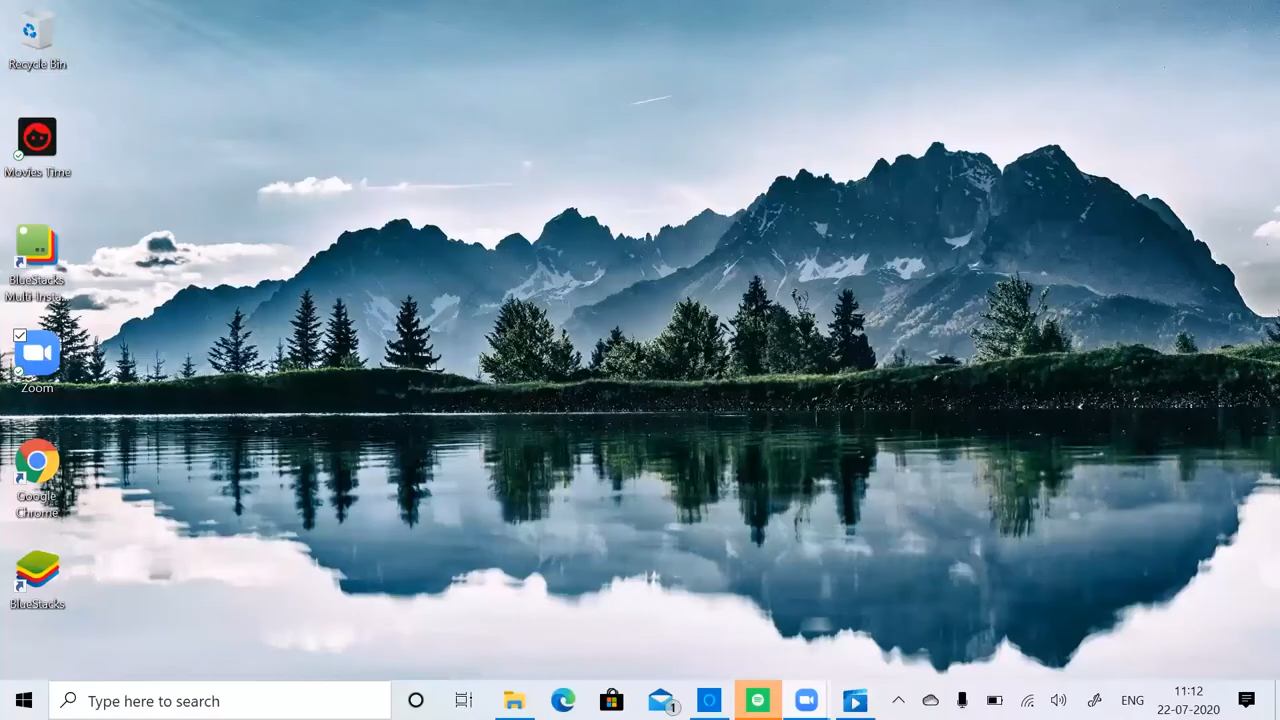 Recycle Bin
Movies Time
BlueStacks
Multi-Insta...
Zoom
Google
Chrome
BlueStacks
Type here to search
1
ENG
11:12
22-07-2020